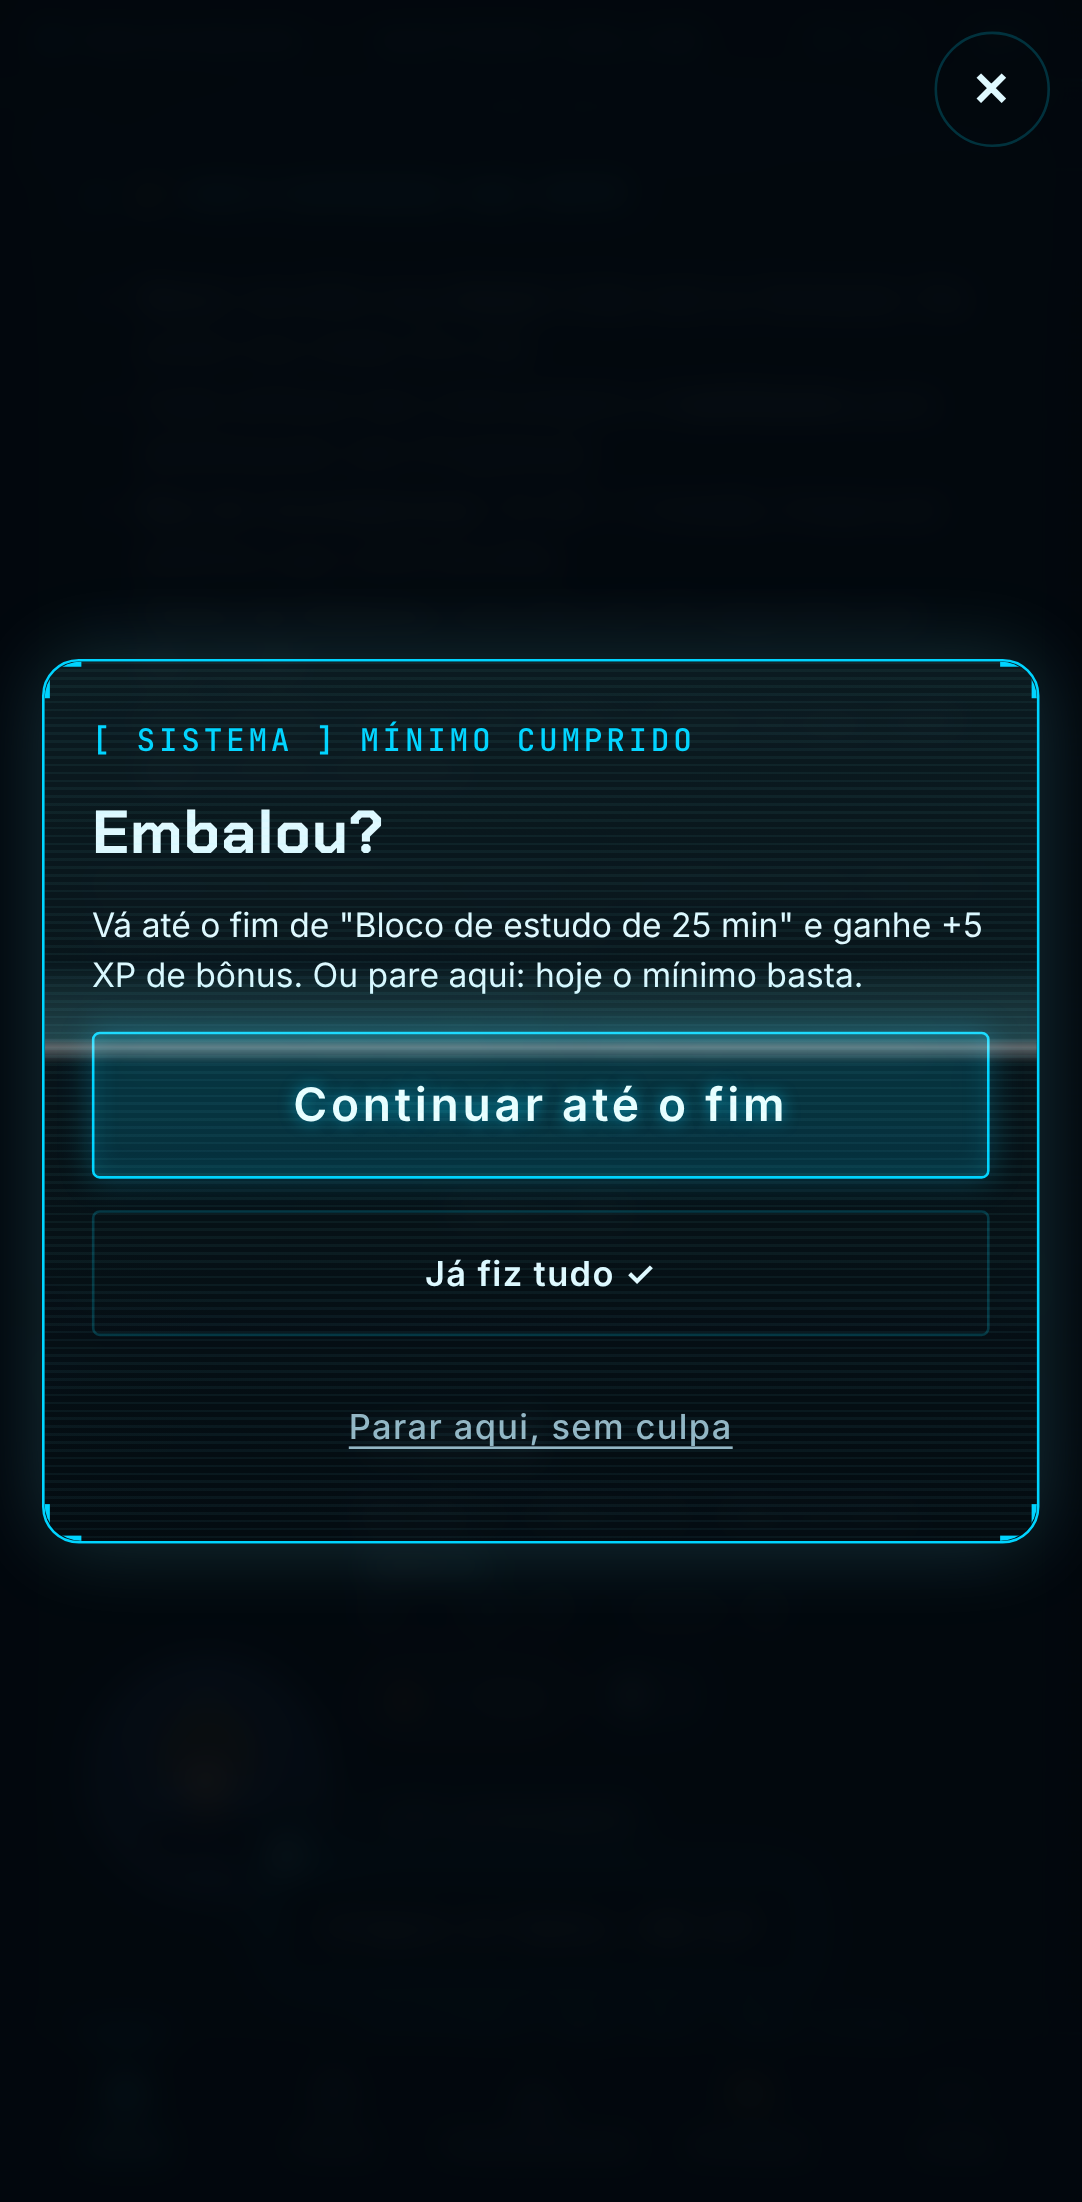 ✕
[ SISTEMA ] MÍNIMO CUMPRIDO
Embalou?
Vá até o fim de "Bloco de estudo de 25 min" e ganhe +5
XP de bônus. Ou pare aqui: hoje o mínimo basta.
Continuar até o fim
Já fiz tudo ✓
Parar aqui, sem culpa